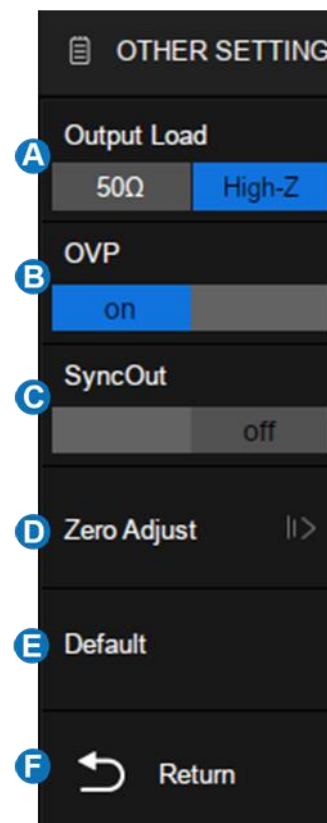 OTHER SETTING
A
Output Load
50Ω High-Z
B
OVP
on
C
SyncOut
off
D Zero Adjust
E Default
F Return